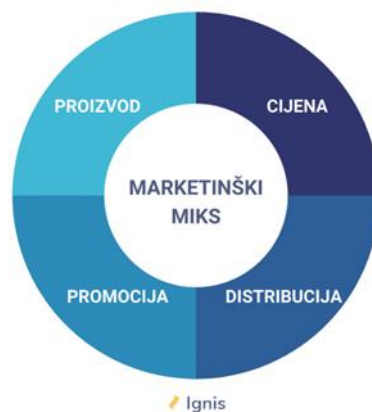 PROIZVOD
CIJENA
MARKETINŠKI
MIKS
PROMOCIJA
DISTRIBUCIJA
Ignis